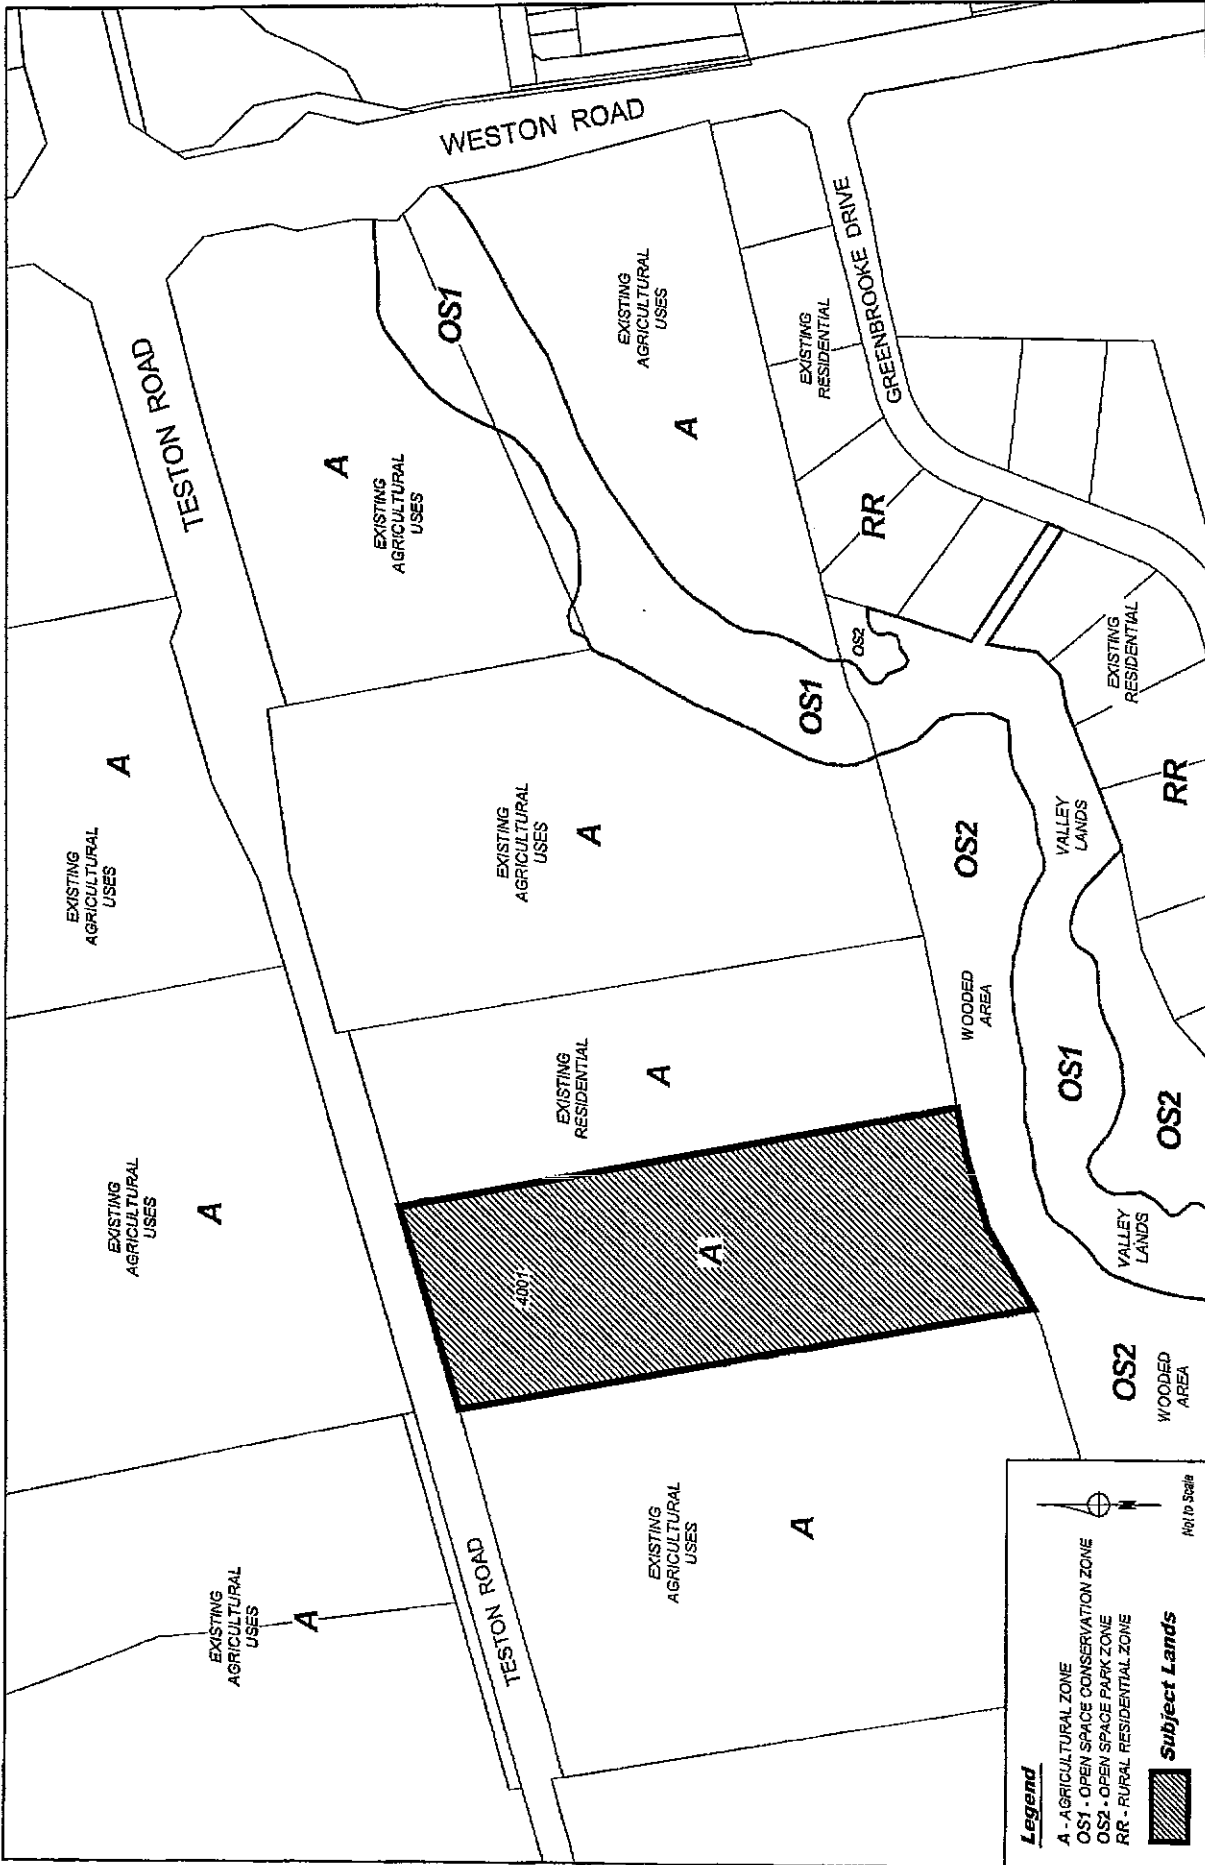 WESTON ROAD
TESTON ROAD
OS1
EXISTING
AGRICULTURAL
USES
A
EXISTING
AGRICULTURAL
USES
A
EXISTING
RESIDENTIAL
GREENBROOKE DRIVE
RR
OS2
OS1
EXISTING
RESIDENTIAL
RR
A
EXISTING
AGRICULTURAL
USES
EXISTING
AGRICULTURAL
USES
A
OS2
VALLEY
LANDS
WOODED
AREA
OS1
OS2
EXISTING
RESIDENTIAL
A
EXISTING
AGRICULTURAL
USES
A
4001
A
VALLEY
LANDS
OS2
WOODED
AREA
EXISTING
AGRICULTURAL
USES
A
TESTON ROAD
EXISTING
AGRICULTURAL
USES
A
Legend
A - AGRICULTURAL ZONE
OS1 - OPEN SPACE CONSERVATION ZONE
OS2 - OPEN SPACE PARK ZONE
RR - RURAL RESIDENTIAL ZONE
Subject Lands
N
Not to Scale